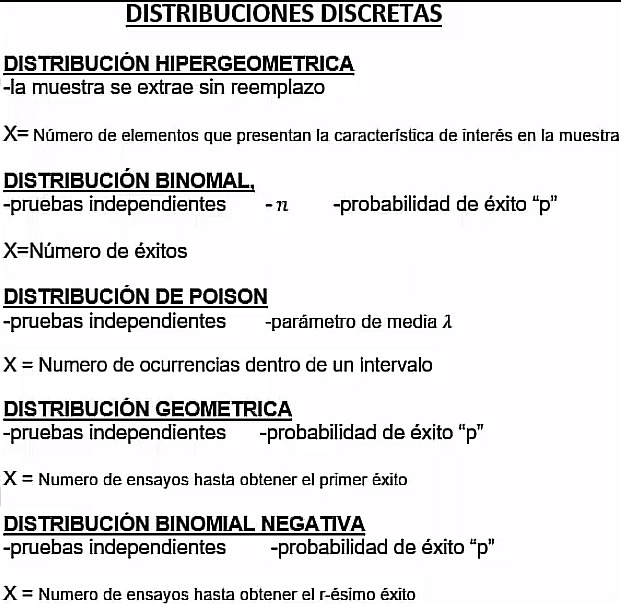 DISTRIBUCIONES DISCRETAS
DISTRIBUCIÓN HIPERGEOMETRICA
-la muestra se extrae sin reemplazo
X= Número de elementos que presentan la característica de interés en la muestra
DISTRIBUCIÓN BINOMAL,
-pruebas independientes - n -probabilidad de éxito “p”
X=Número de éxitos
DISTRIBUCIÓN DE POISON
-pruebas independientes -parámetro de media λ
X = Numero de ocurrencias dentro de un intervalo
DISTRIBUCIÓN GEOMETRICA
-pruebas independientes -probabilidad de éxito “p”
X = Numero de ensayos hasta obtener el primer éxito
DISTRIBUCIÓN BINOMIAL NEGATIVA
-pruebas independientes -probabilidad de éxito “p”
X = Numero de ensayos hasta obtener el r-ésimo éxito